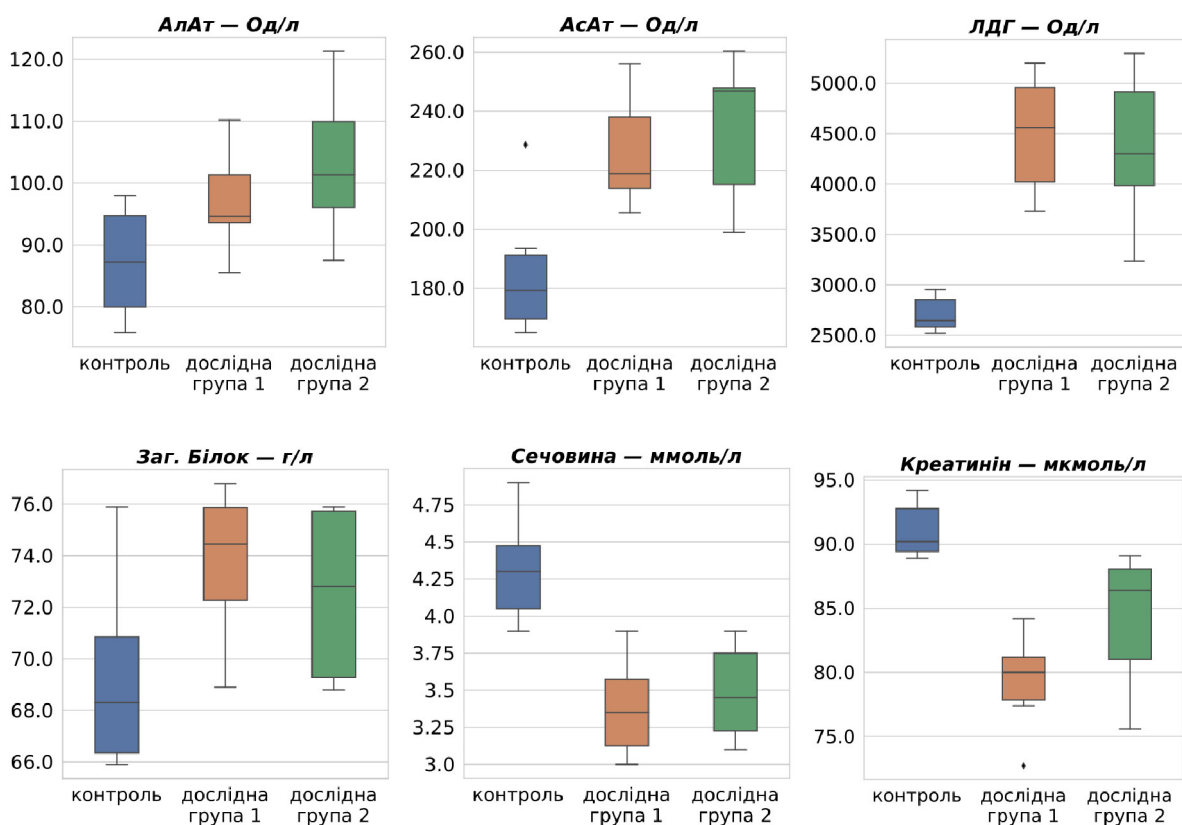 АлАт — Од/л
120.0
110.0
100.0
90.0
80.0
контроль
дослідна
група 1
дослідна
група 2
АсАт — Од/л
260.0
240.0
220.0
200.0
180.0
контроль
дослідна
група 1
дослідна
група 2
ЛДГ — Од/л
5000.0
4500.0
4000.0
3500.0
3000.0
2500.0
контроль
дослідна
група 1
дослідна
група 2
Заг. Білок — г/л
76.0
74.0
72.0
70.0
68.0
66.0
контроль
дослідна
група 1
дослідна
група 2
Сечовина — ммоль/л
4.75
4.5
4.25
4.0
3.75
3.5
3.25
3.0
контроль
дослідна
група 1
дослідна
група 2
Креатинін — мкмоль/л
95.0
90.0
85.0
80.0
75.0
контроль
дослідна
група 1
дослідна
група 2